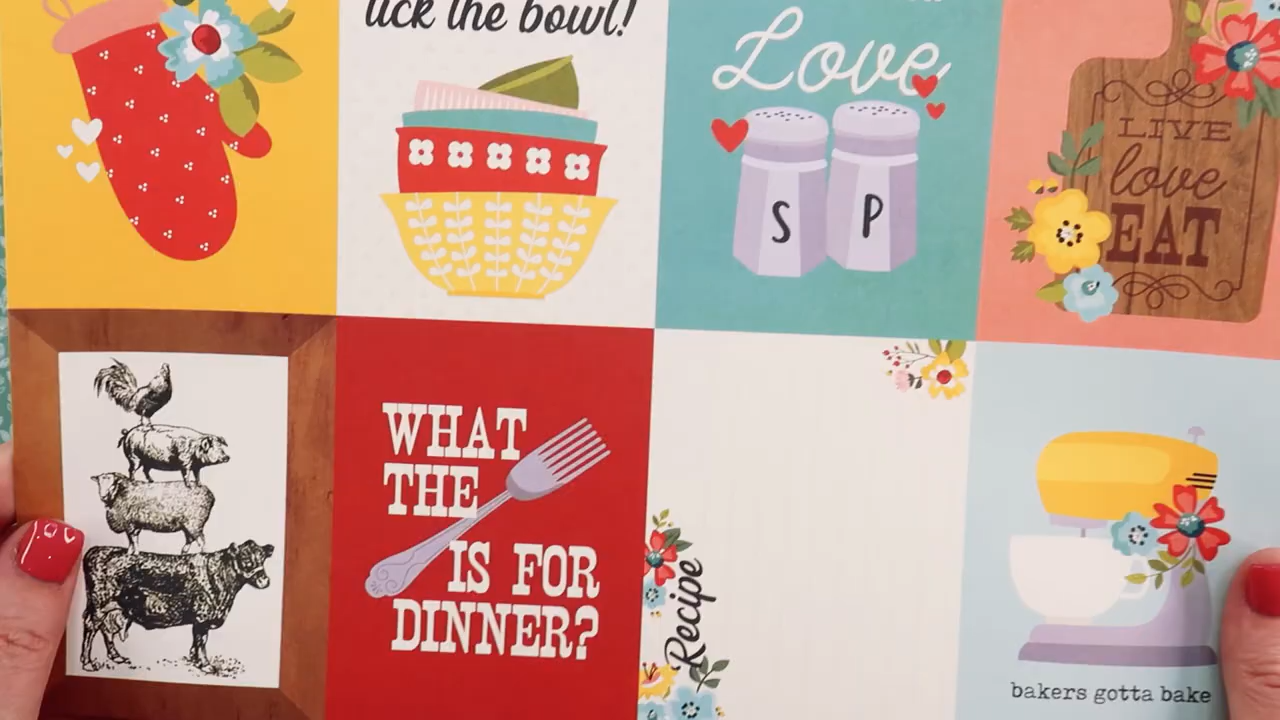 lick the bowl!
Love
S P
LIVE
love
EAT
WHAT
THE
IS FOR
DINNER?
Recipe
bakers gotta bake